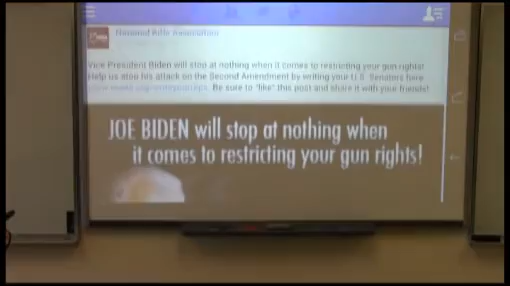 National Rifle Association
Vice President Biden will stop at nothing when it comes to restricting your gun rights!
Help us stop his attack on the Second Amendment by writing your U.S. Senators here
Be sure to "like" this post and share it with your friends!
JOE BIDEN will stop at nothing when
it comes to restricting your gun rights!